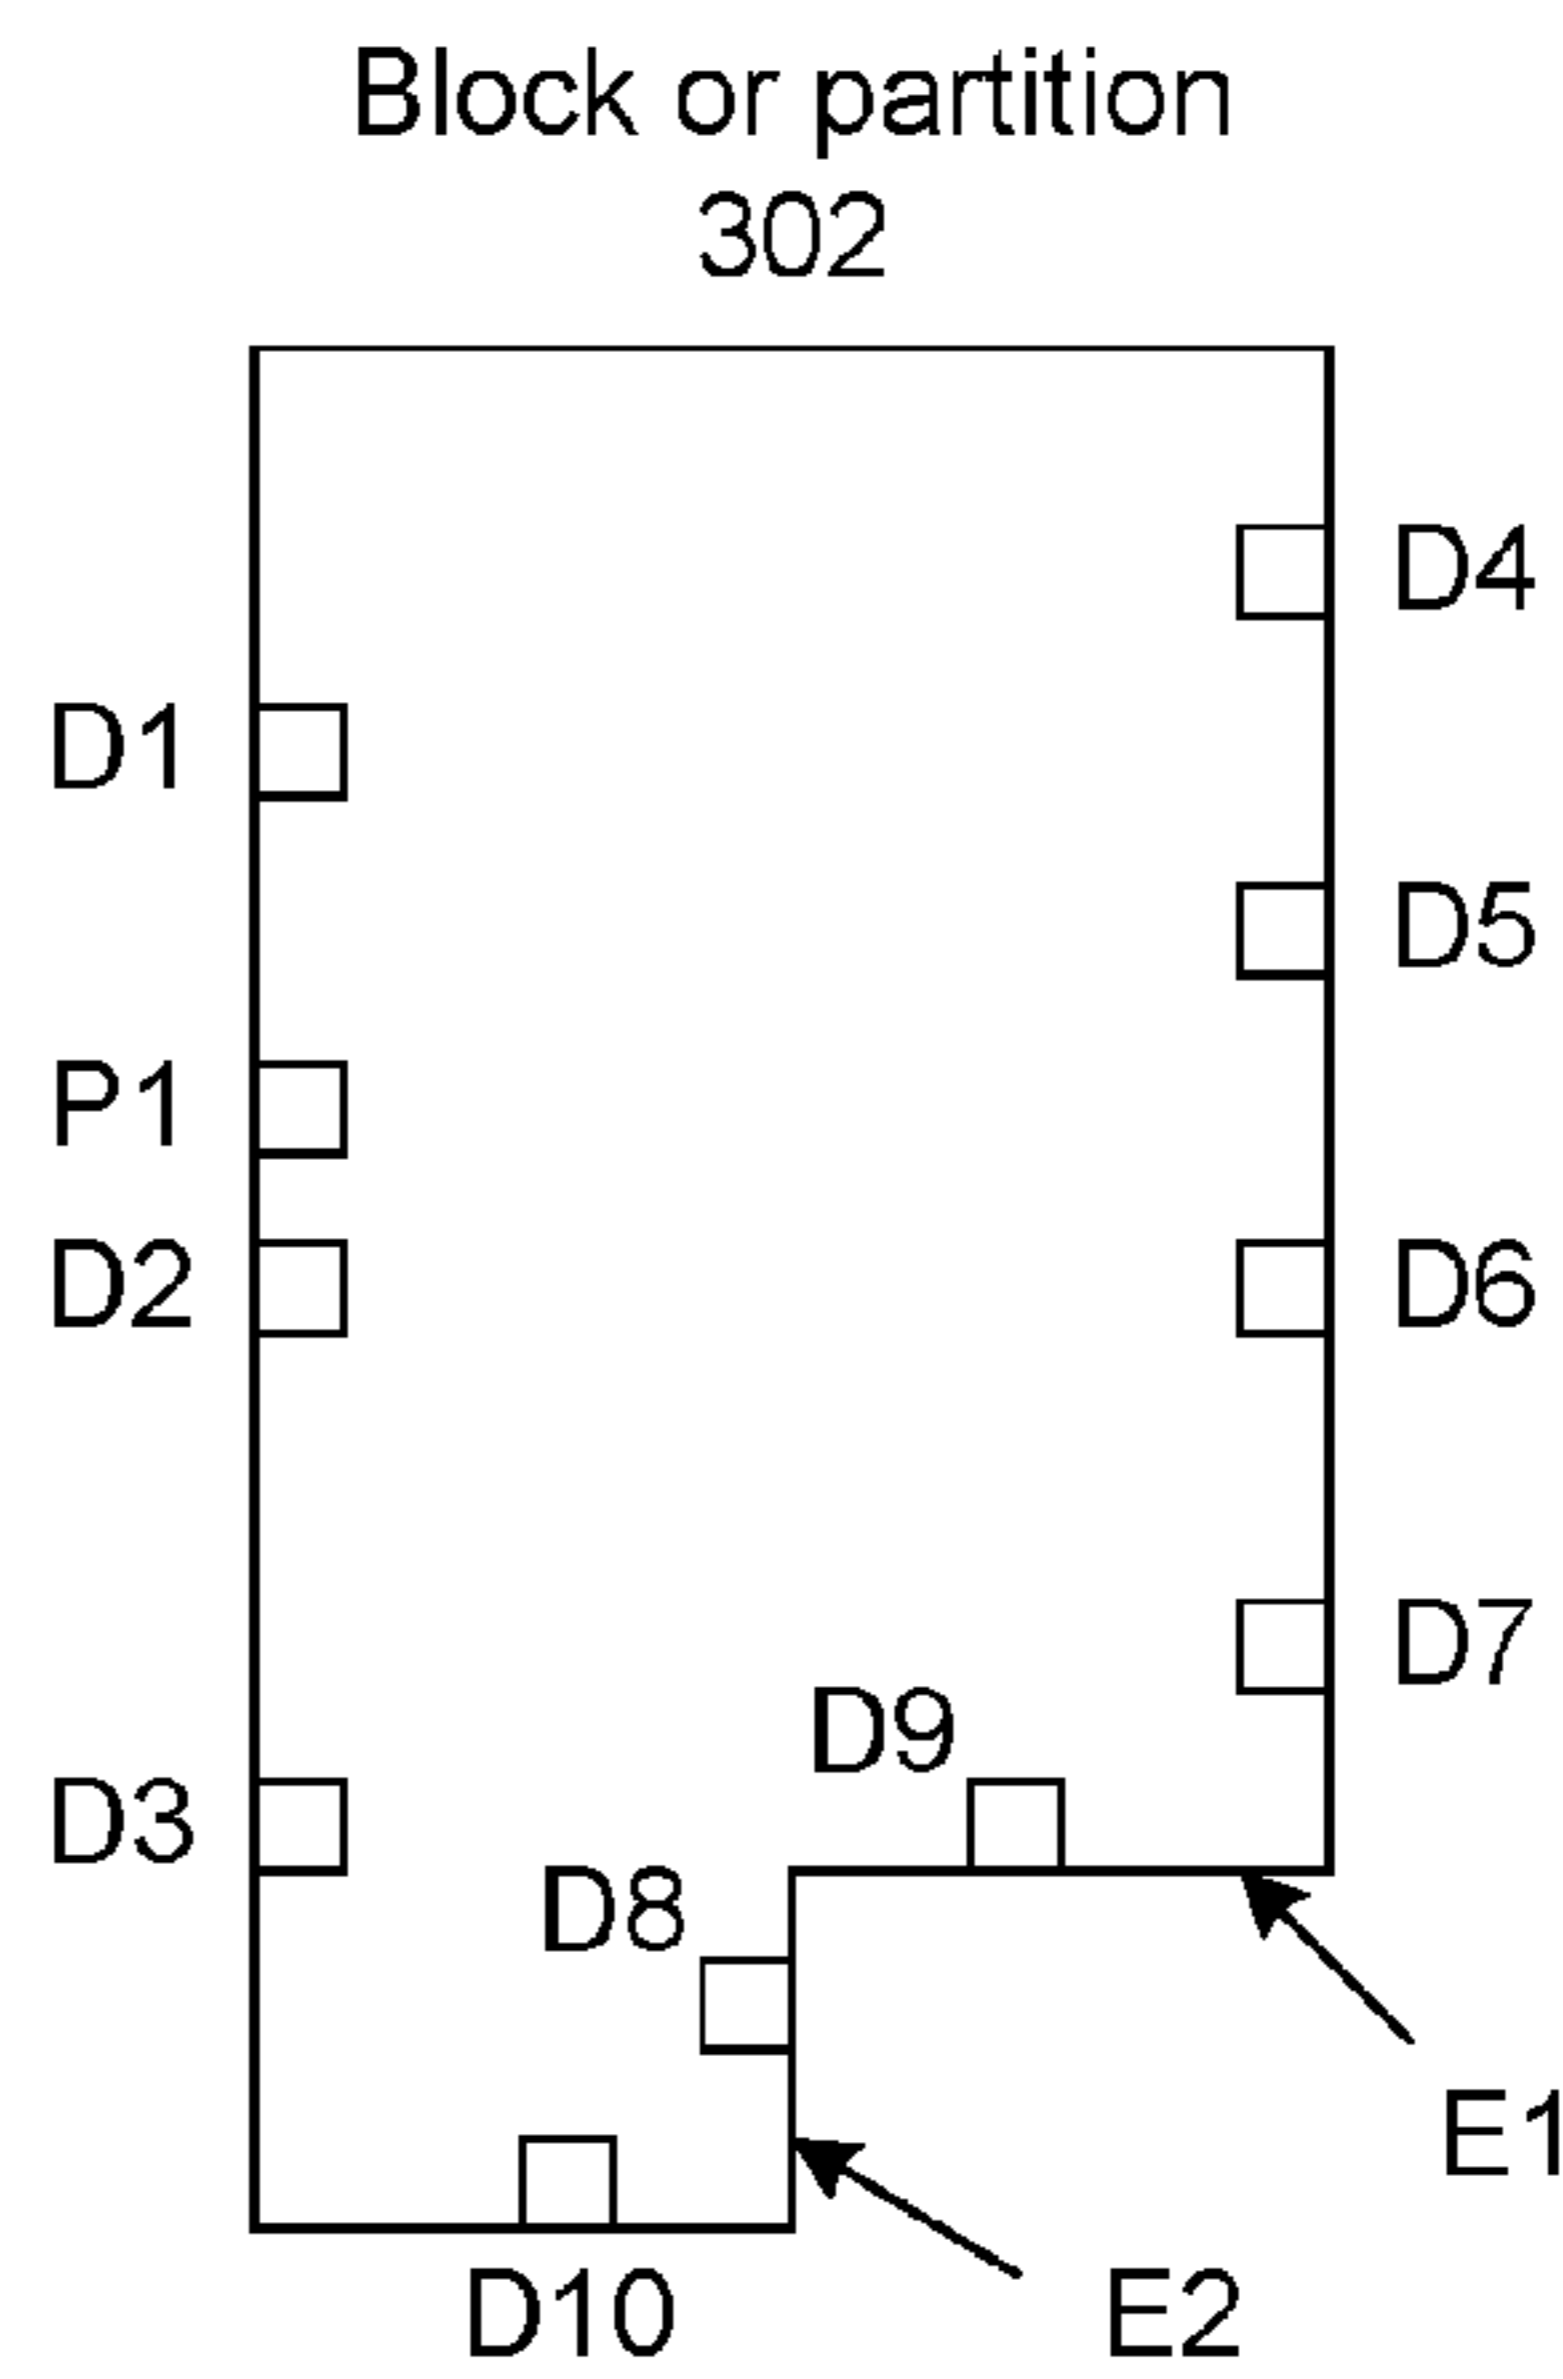 Block or partition
302
D4
D1
D5
P1
D2
D6
D7
D9
D3
D8
E1
D10
E2